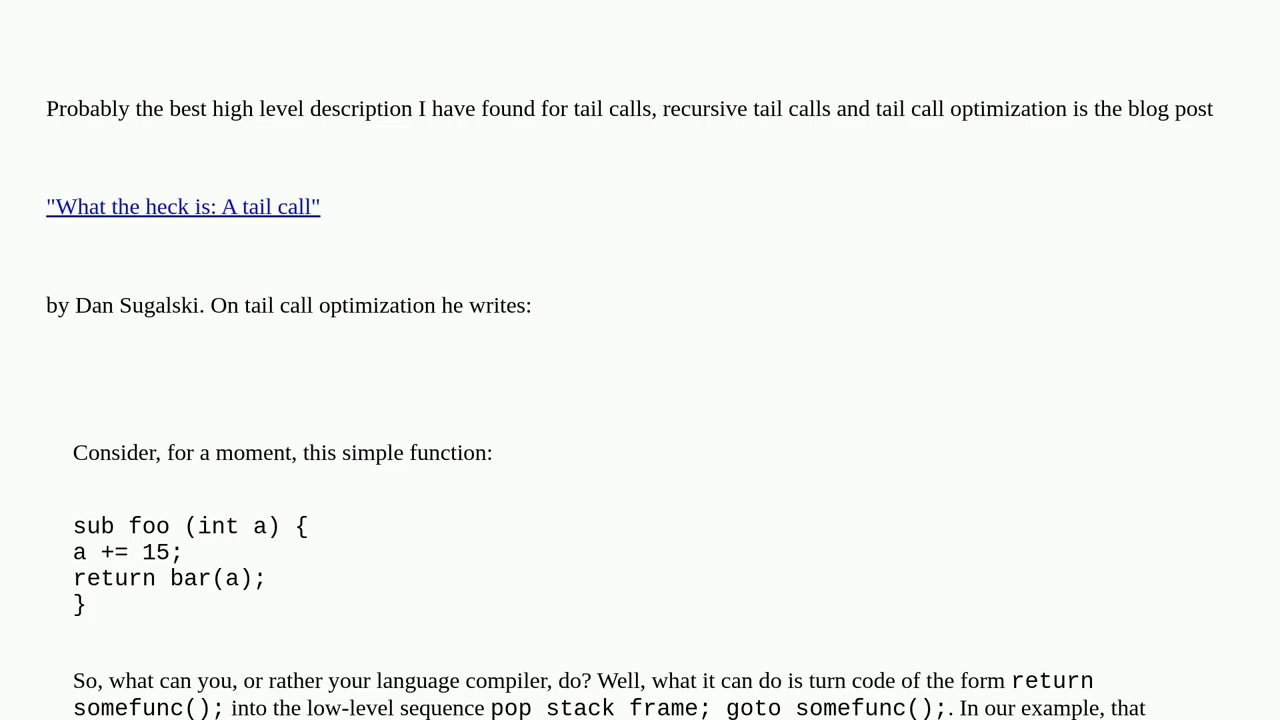 Probably the best high level description I have found for tail calls, recursive tail calls and tail call optimization is the blog post
"What the heck is: A tail call"
by Dan Sugalski. On tail call optimization he writes:
Consider, for a moment, this simple function:
sub foo (int a) {
a += 15;
return bar(a);
}
So, what can you, or rather your language compiler, do? Well, what it can do is turn code of the form return
somefunc(); into the low-level sequence pop stack frame; goto somefunc();. In our example, that